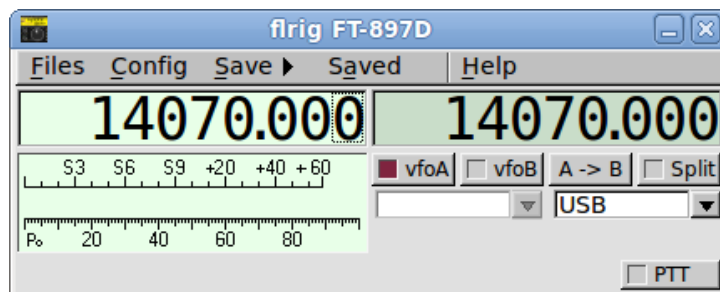 flrig FT-897D
Files Config Save Saved Help
14070.000 14070.000
S3 S6 S9 +20 +40 +60
vfoA vfoB A -> B Split
USB
Po 20 40 60 80
PTT